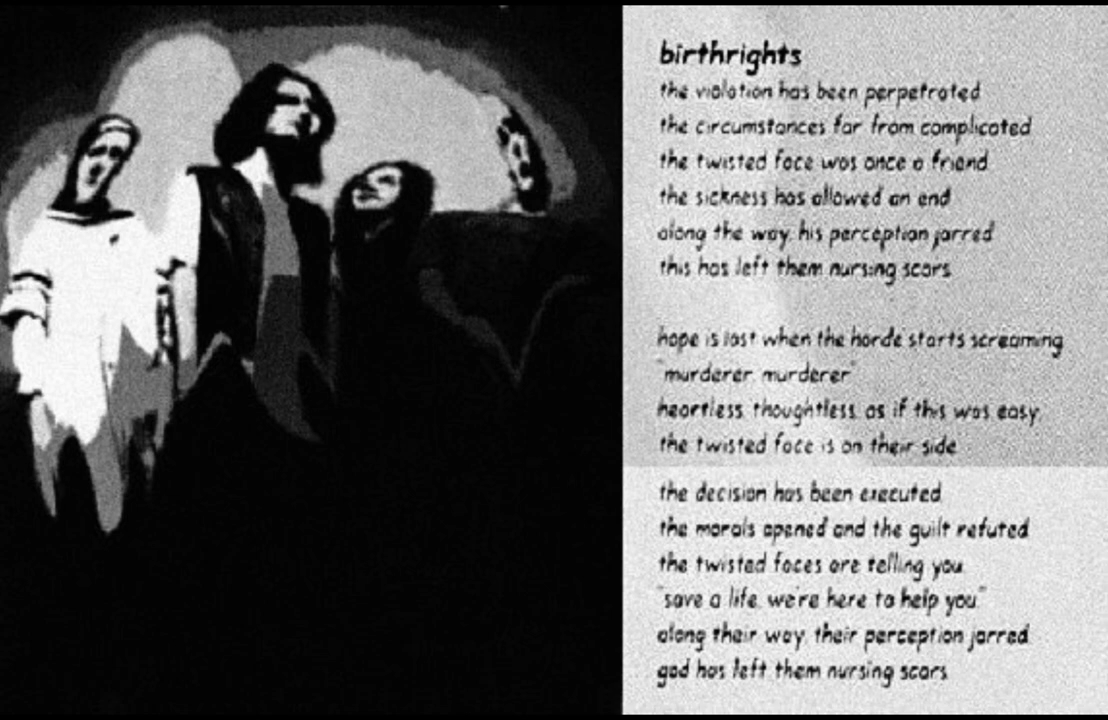 birthrights
the violation has been perpetrated
the circumstances far from complicated
the twisted face was once a friend
the sickness has allowed an end
along the way, his perception jarred
this has left them nursing scars
hope is lost when the horde starts screaming
"murderer, murderer"
heartless, thoughtless, as if this was easy,
the twisted face is on their side
the decision has been executed
the morals opened and the guilt refuted
the twisted faces are telling you
"save a life, we're here to help you"
along their way, their perception jarred
god has left them nursing scars